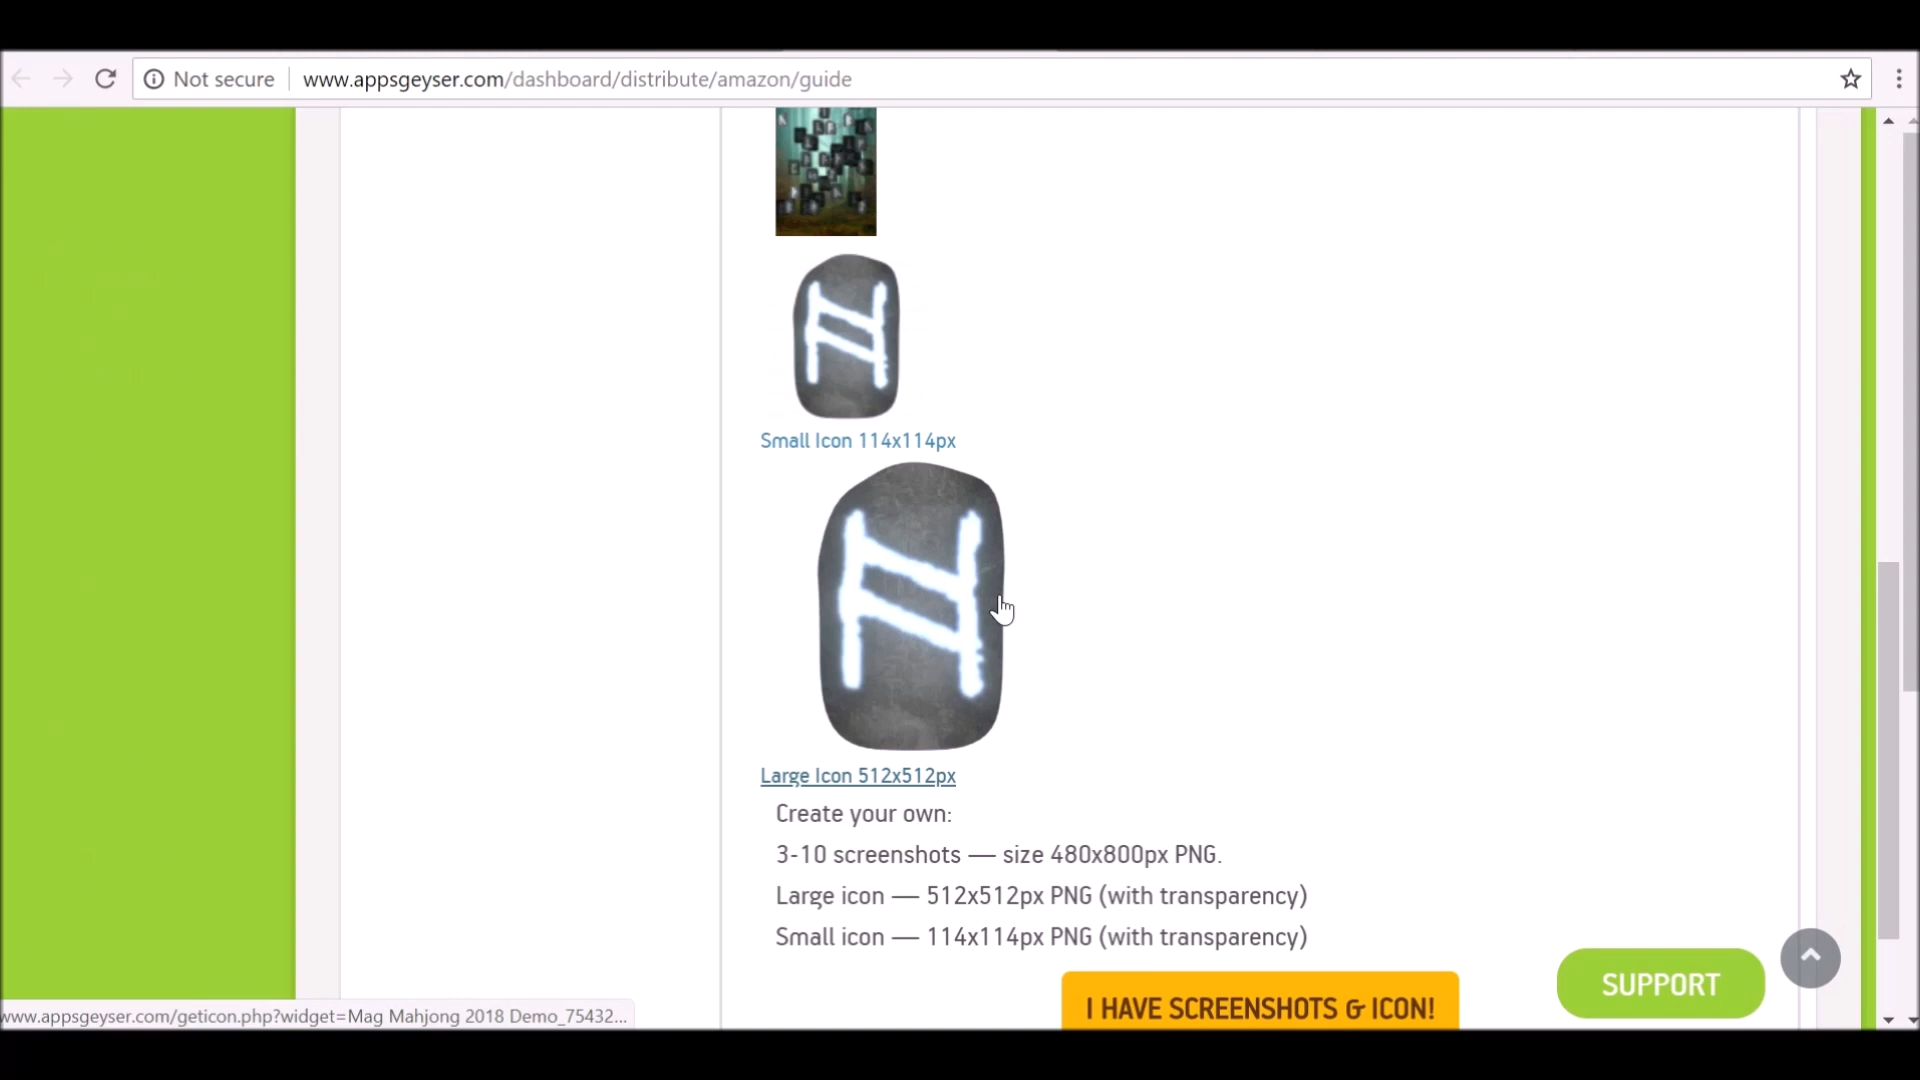 Not secure
www.appsgeyser.com/dashboard/distribute/amazon/guide
Small Icon 114x114px
Large Icon 512x512px
Create your own:
3-10 screenshots — size 480x800px PNG.
Large icon — 512x512px PNG (with transparency)
Small icon — 114x114px PNG (with transparency)
I HAVE SCREENSHOTS & ICON!
SUPPORT
www.appsgeyser.com/geticon.php?widget=Mag Mahjong 2018 Demo_75432...